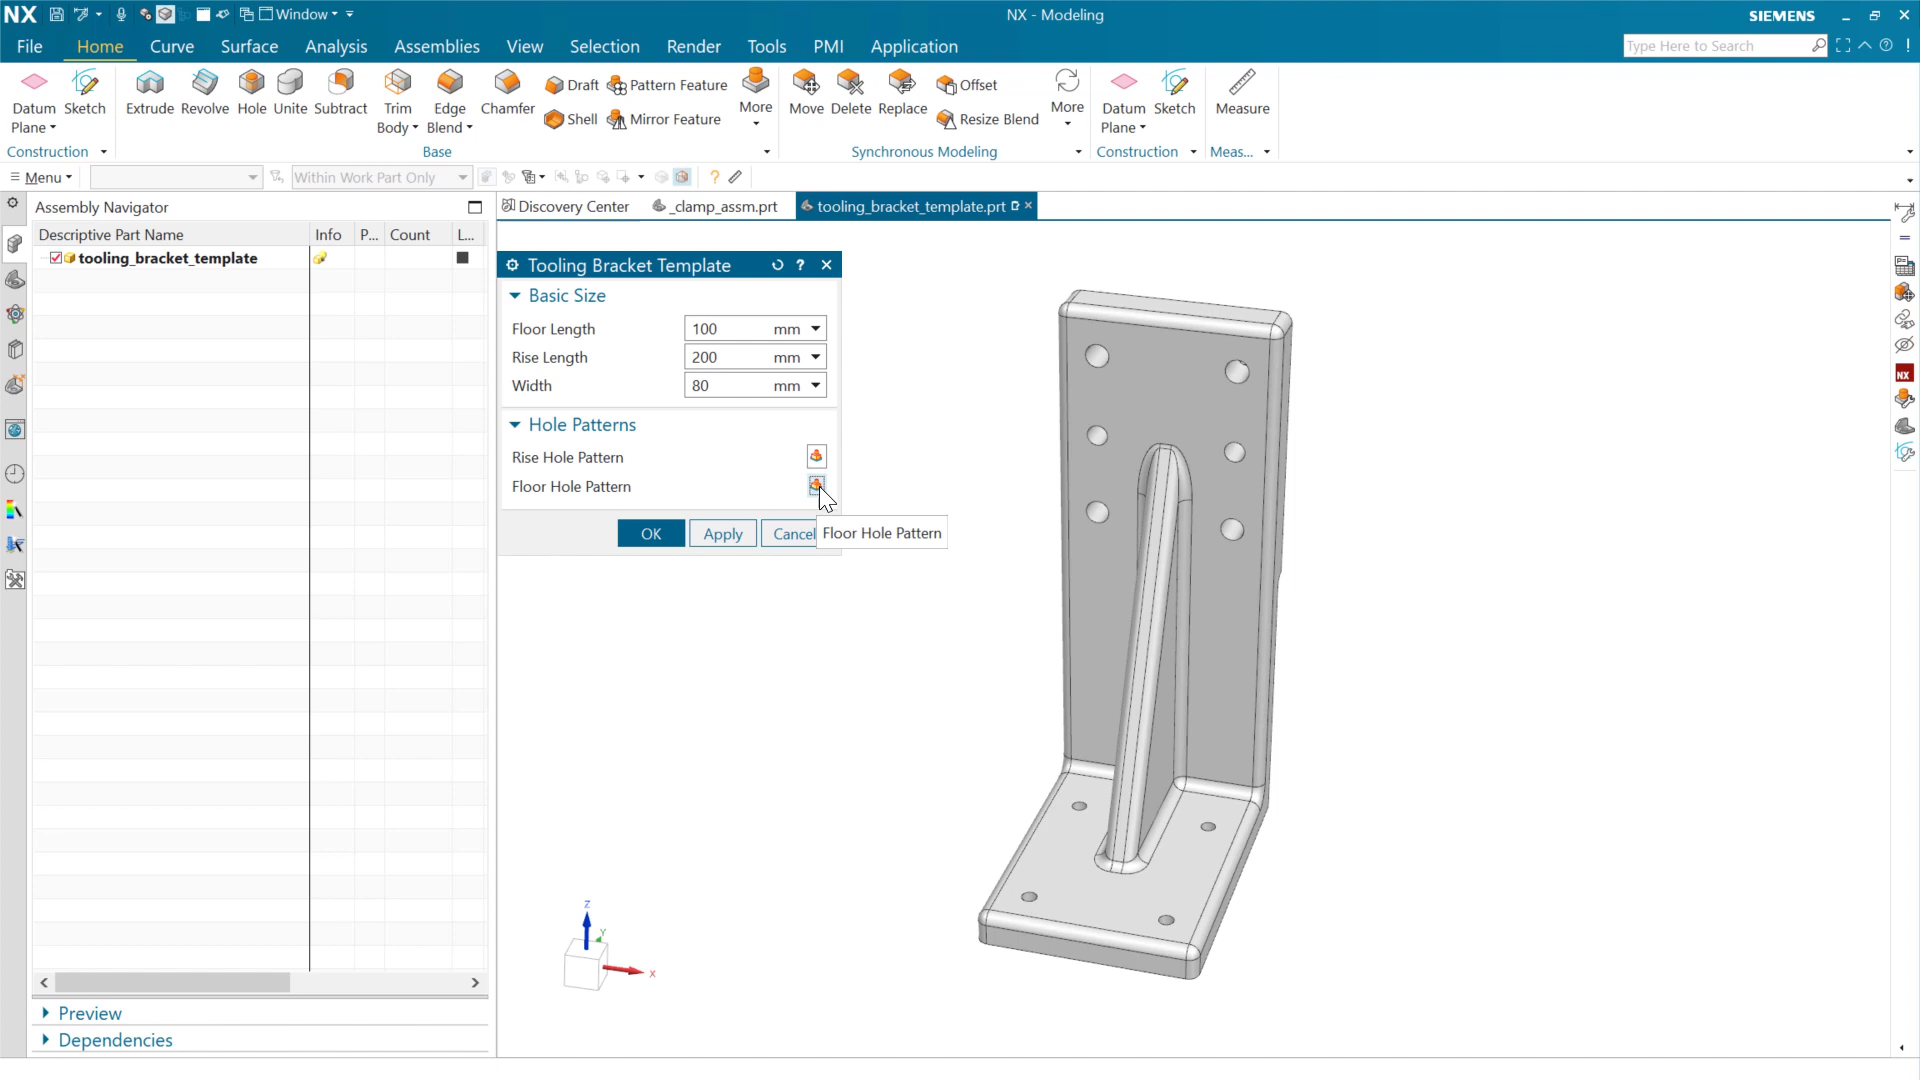 NX
Window
NX - Modeling
SIEMENS
File
Home
Curve
Surface
Analysis
Assemblies
View
Selection
Render
Tools
PMI
Application
Type Here to Search
Datum Plane
Sketch
Extrude
Revolve
Hole
Unite
Subtract
Trim Body
Edge Blend
Chamfer
Draft
Shell
Pattern Feature
Mirror Feature
More
Move
Delete
Replace
Offset
Resize Blend
More
Datum Plane
Sketch
Measure
Construction
Base
Synchronous Modeling
Construction
Meas...
Menu
Within Work Part Only
Assembly Navigator
Discovery Center
_clamp_assm.prt
tooling_bracket_template.prt
Descriptive Part Name
Info
P...
Count
L...
tooling_bracket_template
Tooling Bracket Template
Basic Size
Floor Length 100 mm
Rise Length 200 mm
Width 80 mm
Hole Patterns
Rise Hole Pattern
Floor Hole Pattern
OK
Apply
Cancel
Floor Hole Pattern
NX
Z
Y
X
Preview
Dependencies